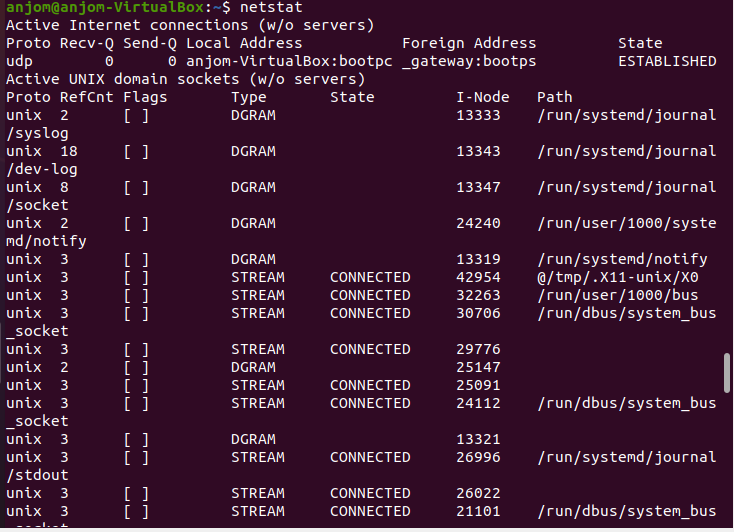 anjom@anjom-VirtualBox:~$ netstat
Active Internet connections (w/o servers)
Proto Recv-Q Send-Q Local Address           Foreign Address         State
udp        0      0 anjom-VirtualBox:bootpc _gateway:bootps         ESTABLISHED
Active UNIX domain sockets (w/o servers)
Proto RefCnt Flags       Type       State         I-Node   Path
unix  2      [ ]         DGRAM                    13333    /run/systemd/journal
/syslog
unix  18     [ ]         DGRAM                    13343    /run/systemd/journal
/dev-log
unix  8      [ ]         DGRAM                    13347    /run/systemd/journal
/socket
unix  2      [ ]         DGRAM                    24240    /run/user/1000/syste
md/notify
unix  3      [ ]         DGRAM                    13319    /run/systemd/notify
unix  3      [ ]         STREAM     CONNECTED     42954    @/tmp/.X11-unix/X0
unix  3      [ ]         STREAM     CONNECTED     32263    /run/user/1000/bus
unix  3      [ ]         STREAM     CONNECTED     30706    /run/dbus/system_bus
_socket
unix  3      [ ]         STREAM     CONNECTED     29776
unix  2      [ ]         DGRAM                    25147
unix  3      [ ]         STREAM     CONNECTED     25091
unix  3      [ ]         STREAM     CONNECTED     24112    /run/dbus/system_bus
_socket
unix  3      [ ]         DGRAM                    13321
unix  3      [ ]         STREAM     CONNECTED     26996    /run/systemd/journal
/stdout
unix  3      [ ]         STREAM     CONNECTED     26022
unix  3      [ ]         STREAM     CONNECTED     21101    /run/dbus/system_bus